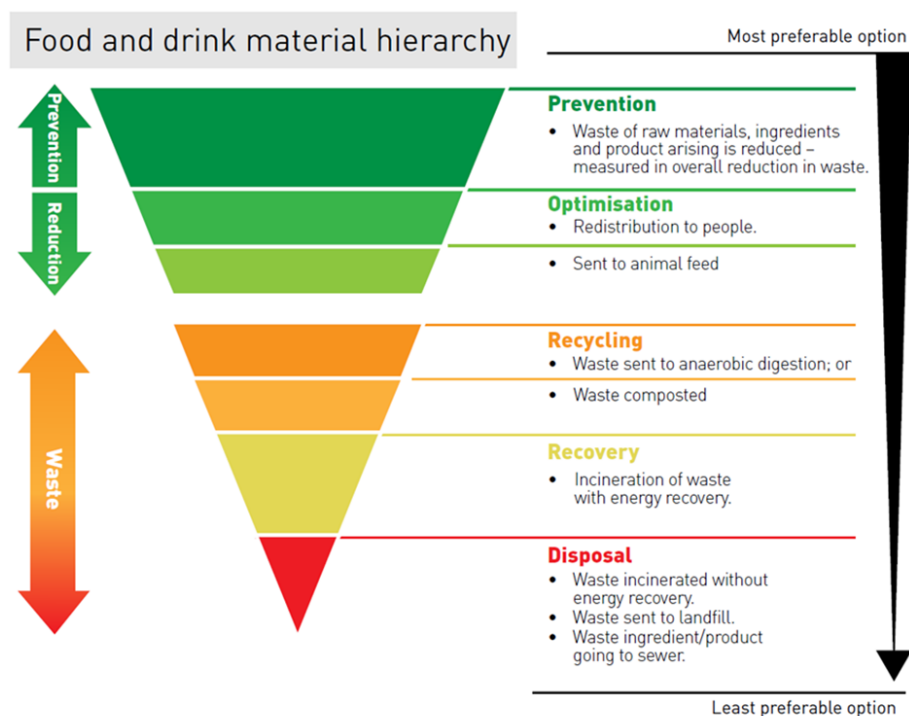 Food and drink material hierarchy
Most preferable option
Prevention
Reduction
Waste
Prevention
• Waste of raw materials, ingredients
and product arising is reduced –
measured in overall reduction in waste.
Optimisation
• Redistribution to people.
• Sent to animal feed
Recycling
• Waste sent to anaerobic digestion; or
• Waste composted
Recovery
• Incineration of waste
with energy recovery.
Disposal
• Waste incinerated without
energy recovery.
• Waste sent to landfill.
• Waste ingredient/product
going to sewer.
Least preferable option